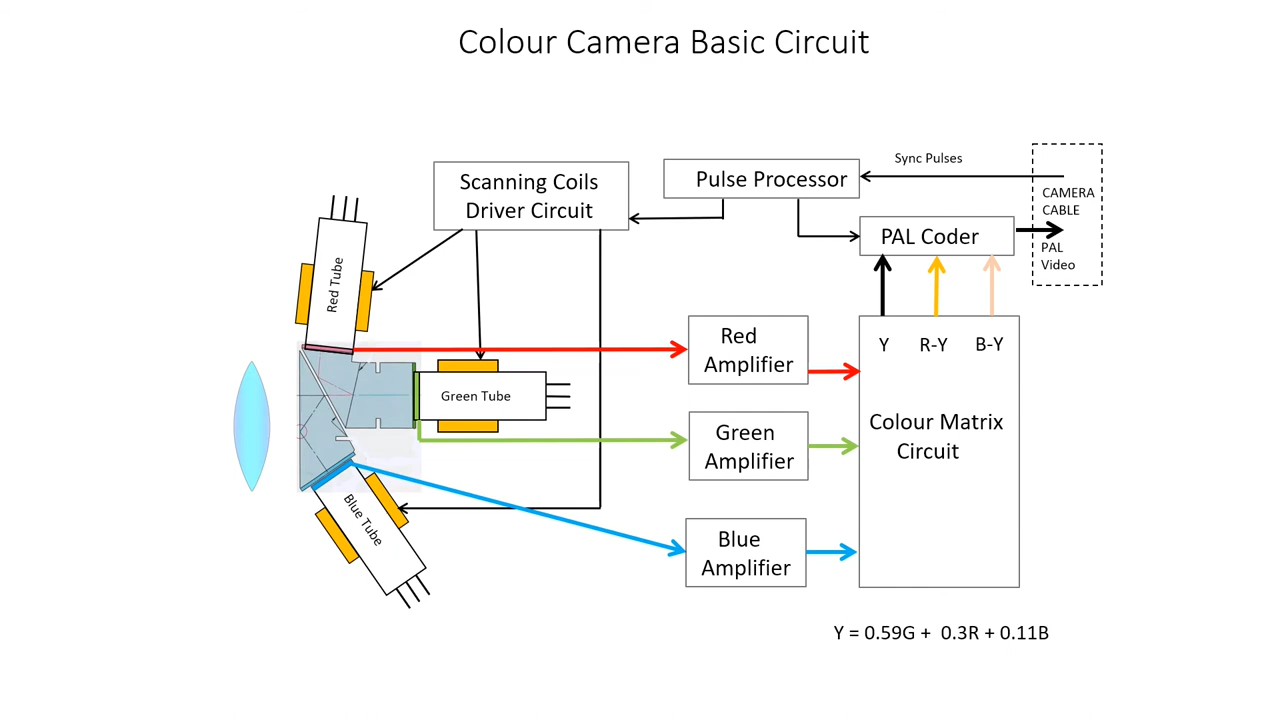 Colour Camera Basic Circuit
Sync Pulses
Scanning Coils
Driver Circuit
Pulse Processor
CAMERA
CABLE
PAL Coder
PAL
Video
Red Tube
Red
Amplifier
Y
R-Y
B-Y
Green Tube
Green
Amplifier
Colour Matrix
Circuit
Blue Tube
Blue
Amplifier
Y = 0.59G + 0.3R + 0.11B